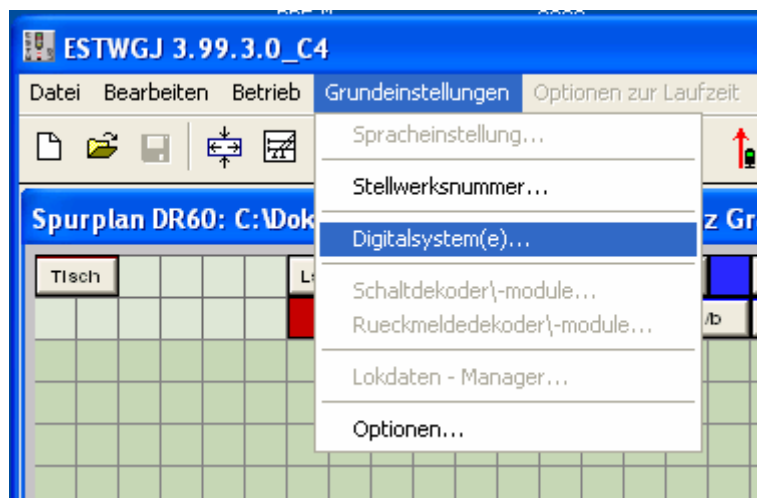 ESTWGJ 3.99.3.0_C4
Datei Bearbeiten Betrieb Grundeinstellungen Optionen zur Laufzeit
Spracheinstellung...
Stellwerksnummer...
Spurplan DR60: C:\Dok z Gr
Digitalsystem(e)...
Tisch
Schaltdekoder\-module...
Rueckmeldedekoder\-module... /b
Lokdaten - Manager...
Optionen...